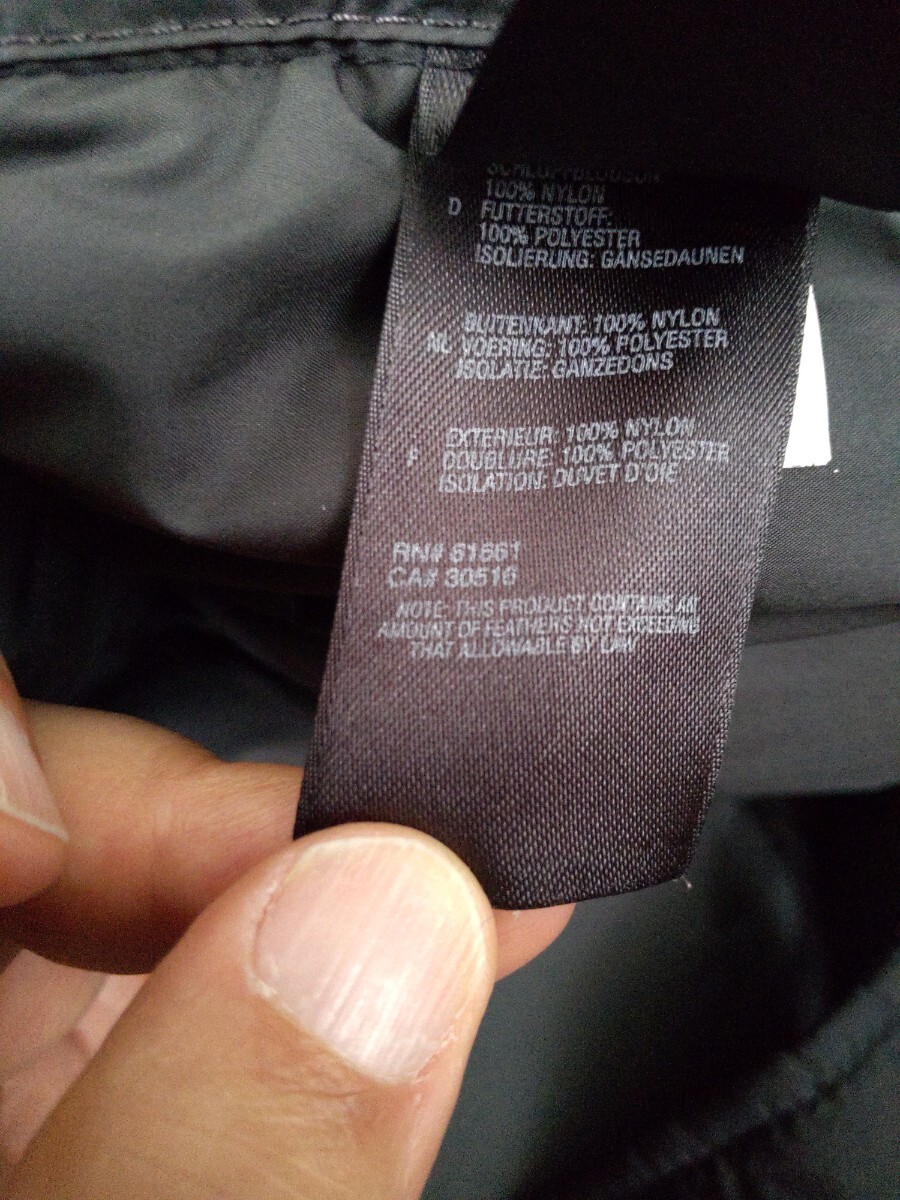 100% NYLON
D FUTTERSTOFF:
100% POLYESTER
ISOLIERUNG: GÄNSEDAUNEN
BUITENKANT: 100% NYLON
NL VOERING: 100% POLYESTER
ISOLATIE: GANZEDONS
EXTERIEUR: 100% NYLON
F DOUBLURE: 100% POLYESTER
ISOLATION: DUVET D'OIE
RN# 61661
CA# 30516
NOTE: THIS PRODUCT CONTAINS AN
AMOUNT OF FEATHERS NOT EXCEEDING
THAT ALLOWABLE BY LAW